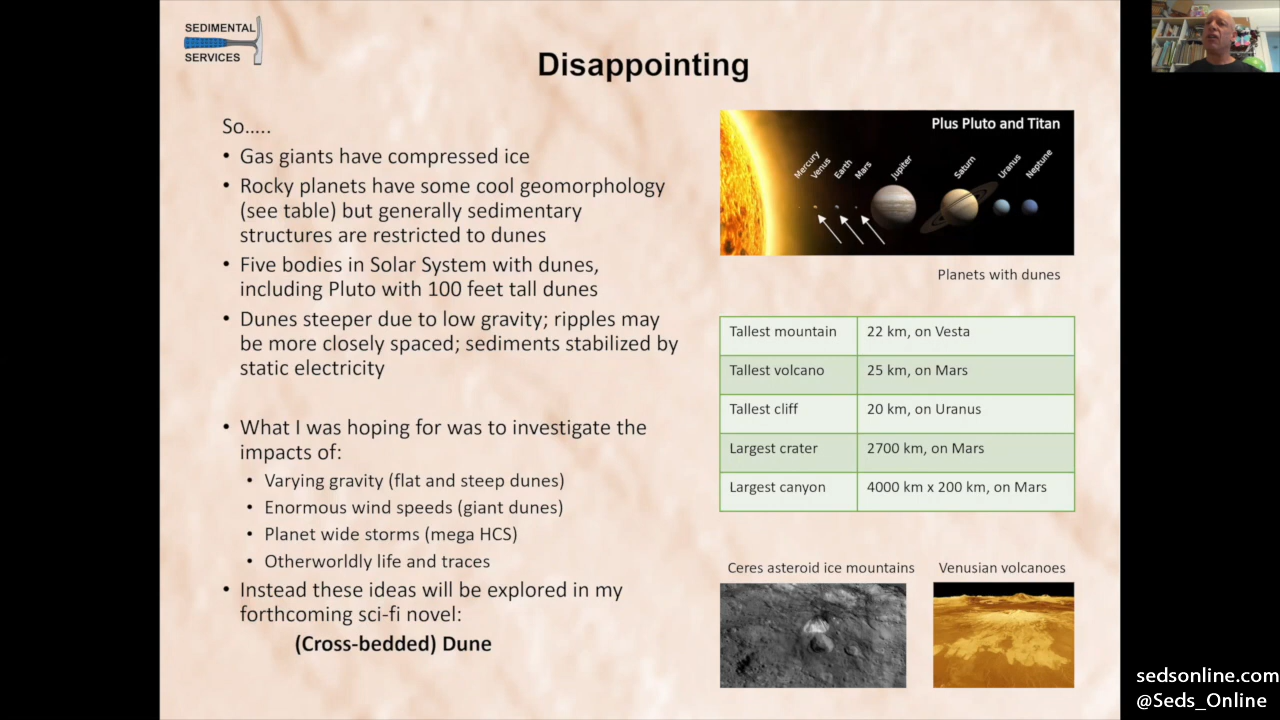 SEDIMENTAL
SERVICES
Disappointing
So…..
• Gas giants have compressed ice
• Rocky planets have some cool geomorphology
(see table) but generally sedimentary
structures are restricted to dunes
• Five bodies in Solar System with dunes,
including Pluto with 100 feet tall dunes
• Dunes steeper due to low gravity; ripples may
be more closely spaced; sediments stabilized by
static electricity
• What I was hoping for was to investigate the
impacts of:
• Varying gravity (flat and steep dunes)
• Enormous wind speeds (giant dunes)
• Planet wide storms (mega HCS)
• Otherworldly life and traces
• Instead these ideas will be explored in my
forthcoming sci-fi novel:
(Cross-bedded) Dune
Plus Pluto and Titan
Mercury
Venus
Earth
Mars
Jupiter
Saturn
Uranus
Neptune
Planets with dunes
Tallest mountain 22 km, on Vesta
Tallest volcano 25 km, on Mars
Tallest cliff 20 km, on Uranus
Largest crater 2700 km, on Mars
Largest canyon 4000 km x 200 km, on Mars
Ceres asteroid ice mountains
Venusian volcanoes
sedsonline.com
@Seds_Online